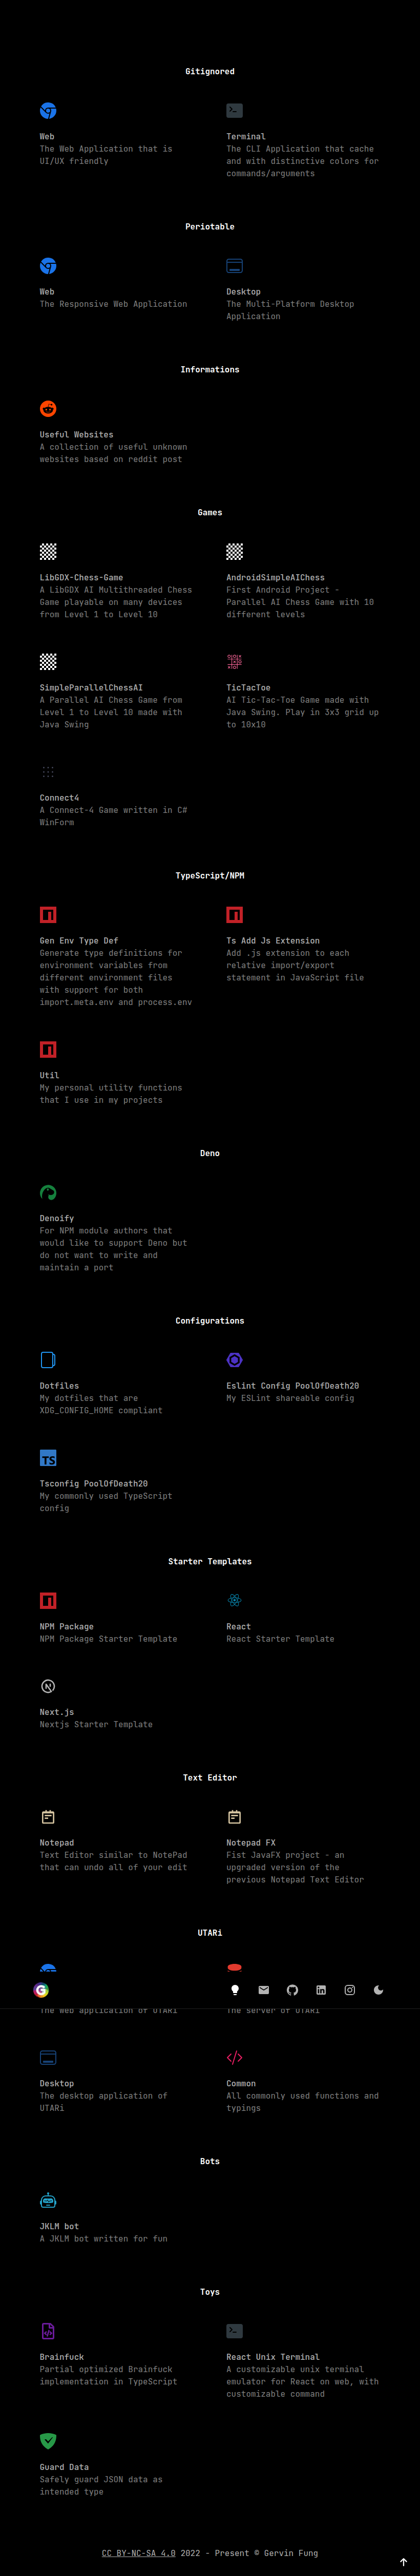 Gitignored
Web
The Web Application that is
UI/UX friendly
Terminal
The CLI Application that cache
and with distinctive colors for
commands/arguments
Periotable
Web
The Responsive Web Application
Desktop
The Multi-Platform Desktop
Application
Informations
Useful Websites
A collection of useful unknown
websites based on reddit post
Games
LibGDX-Chess-Game
A LibGDX AI Multithreaded Chess
Game playable on many devices
from Level 1 to Level 10
AndroidSimpleAIChess
First Android Project -
Parallel AI Chess Game with 10
different levels
SimpleParallelChessAI
A Parallel AI Chess Game from
Level 1 to Level 10 made with
Java Swing
TicTacToe
AI Tic-Tac-Toe Game made with
Java Swing. Play in 3x3 grid up
to 10x10
Connect4
A Connect-4 Game written in C#
WinForm
TypeScript/NPM
Gen Env Type Def
Generate type definitions for
environment variables from
different environment files
with support for both
import.meta.env and process.env
Ts Add Js Extension
Add .js extension to each
relative import/export
statement in JavaScript file
Util
My personal utility functions
that I use in my projects
Deno
Denoify
For NPM module authors that
would like to support Deno but
do not want to write and
maintain a port
Configurations
Dotfiles
My dotfiles that are
XDG_CONFIG_HOME compliant
Eslint Config PoolOfDeath20
My ESLint shareable config
TS
Tsconfig PoolOfDeath20
My commonly used TypeScript
config
Starter Templates
NPM Package
NPM Package Starter Template
React
React Starter Template
Next.js
Nextjs Starter Template
Text Editor
Notepad
Text Editor similar to NotePad
that can undo all of your edit
Notepad FX
Fist JavaFX project - an
upgraded version of the
previous Notepad Text Editor
UTARi
G
The web application of UTARi
The server of UTARi
Desktop
The desktop application of
UTARi
Common
All commonly used functions and
typings
Bots
JKLM bot
A JKLM bot written for fun
Toys
Brainfuck
Partial optimized Brainfuck
implementation in TypeScript
React Unix Terminal
A customizable unix terminal
emulator for React on web, with
customizable command
Guard Data
Safely guard JSON data as
intended type
CC BY-NC-SA 4.0 2022 - Present © Gervin Fung